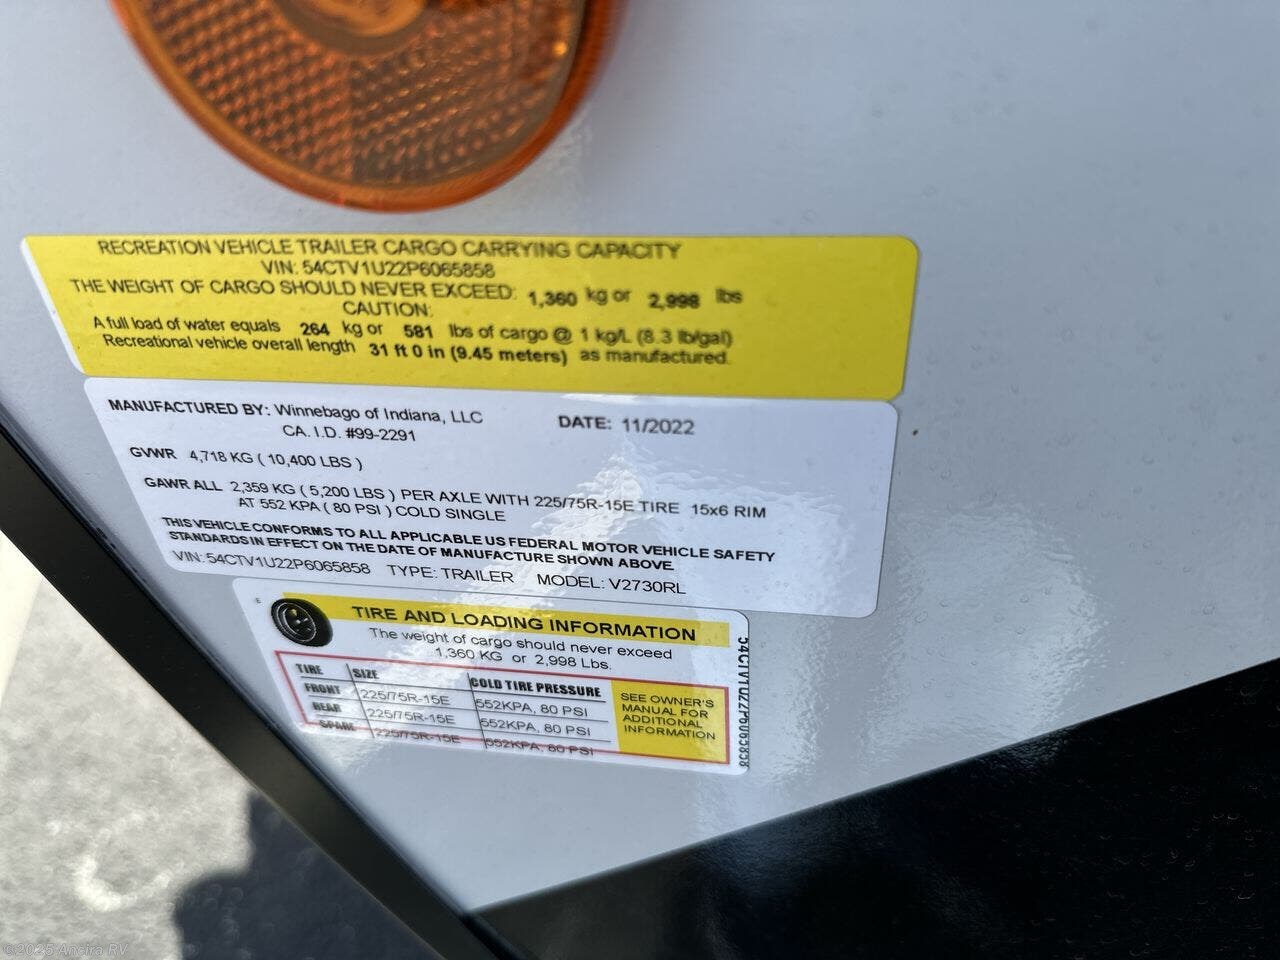 RECREATION VEHICLE TRAILER CARGO CARRYING CAPACITY
VIN: 54CTV1U22P6065858
THE WEIGHT OF CARGO SHOULD NEVER EXCEED: 1,360 kg or 2,998 lbs
CAUTION:
A full load of water equals 264 kg or 581 lbs of cargo @ 1 kg/L (8.3 lb/gal)
Recreational vehicle overall length 31 ft 0 in (9.45 meters) as manufactured.
MANUFACTURED BY: Winnebago of Indiana, LLC DATE: 11/2022
CA. I.D. #99-2291
GVWR 4,718 KG ( 10,400 LBS )
GAWR ALL 2,359 KG ( 5,200 LBS ) PER AXLE WITH 225/75R-15E TIRE 15x6 RIM
AT 552 KPA ( 80 PSI ) COLD SINGLE
THIS VEHICLE CONFORMS TO ALL APPLICABLE US FEDERAL MOTOR VEHICLE SAFETY
STANDARDS IN EFFECT ON THE DATE OF MANUFACTURE SHOWN ABOVE.
VIN: 54CTV1U22P6065858 TYPE: TRAILER MODEL: V2730RL
TIRE AND LOADING INFORMATION
The weight of cargo should never exceed
1,360 KG or 2,998 Lbs.
TIRE SIZE COLD TIRE PRESSURE
FRONT 225/75R-15E 552KPA, 80 PSI
REAR 225/75R-15E 552KPA, 80 PSI
SPARE 225/75R-15E 552KPA, 80 PSI
SEE OWNER'S
MANUAL FOR
ADDITIONAL
INFORMATION
54CTV1U22P6065858
©2025 Ansira RV